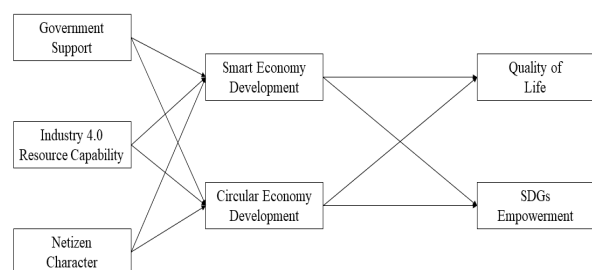 Government
Support
Industry 4.0
Resource Capability
Netizen
Character
Smart Economy
Development
Circular Economy
Development
Quality of
Life
SDGs
Empowerment